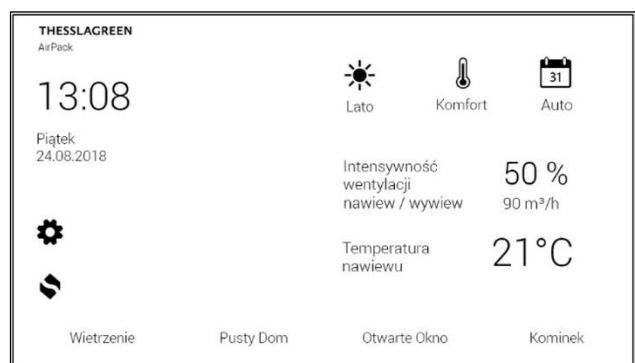 THESSLAGREEN
AirPack
13:08
Piątek
24.08.2018
31
Lato
Komfort
Auto
Intensywność
wentylacji
nawiew / wywiew
50 %
90 m³/h
Temperatura
nawiewu
21°C
Wietrzenie
Pusty Dom
Otwarte Okno
Kominek